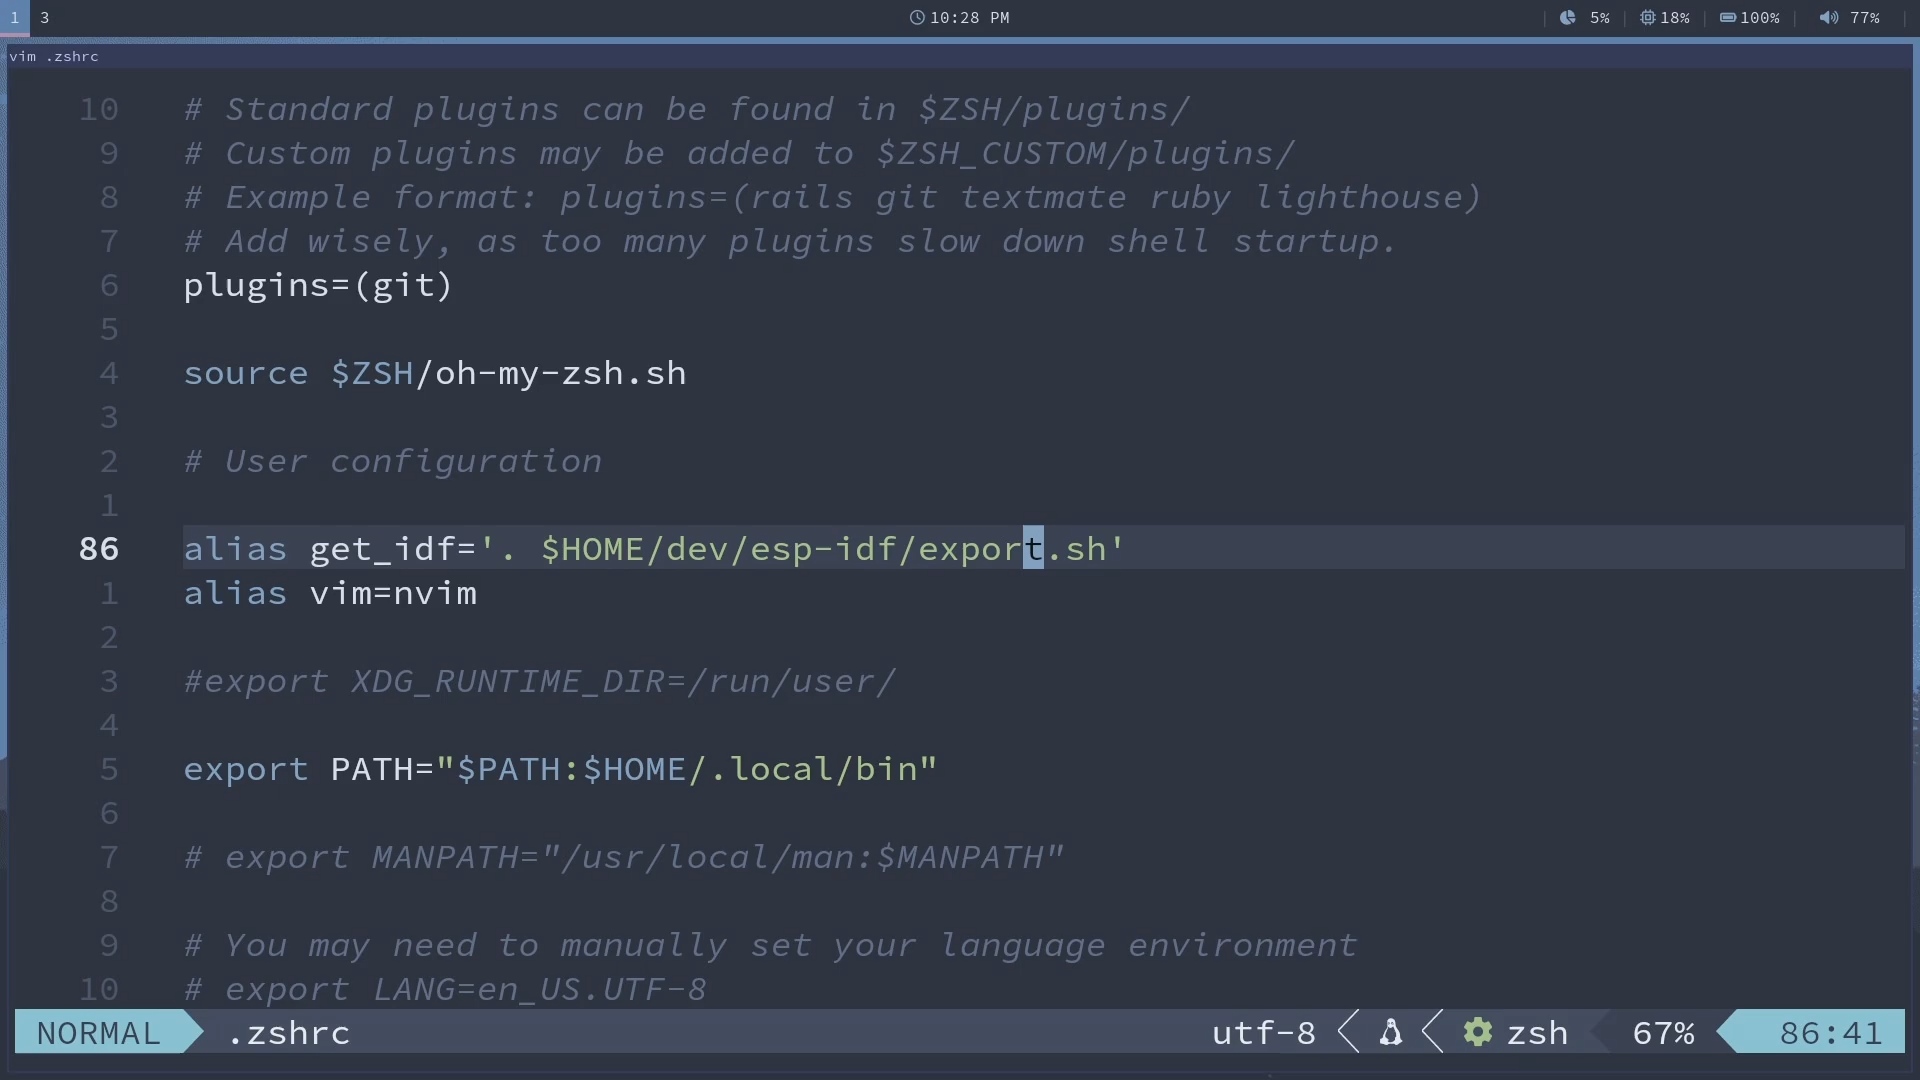 1 3 10:28 PM 5% 18% 100% 77%
vim .zshrc
10 # Standard plugins can be found in $ZSH/plugins/
9 # Custom plugins may be added to $ZSH_CUSTOM/plugins/
8 # Example format: plugins=(rails git textmate ruby lighthouse)
7 # Add wisely, as too many plugins slow down shell startup.
6 plugins=(git)
5
4 source $ZSH/oh-my-zsh.sh
3
2 # User configuration
1
86 alias get_idf='. $HOME/dev/esp-idf/export.sh'
1 alias vim=nvim
2
3 #export XDG_RUNTIME_DIR=/run/user/
4
5 export PATH="$PATH:$HOME/.local/bin"
6
7 # export MANPATH="/usr/local/man:$MANPATH"
8
9 # You may need to manually set your language environment
10 # export LANG=en_US.UTF-8
NORMAL .zshrc utf-8 zsh 67% 86:41